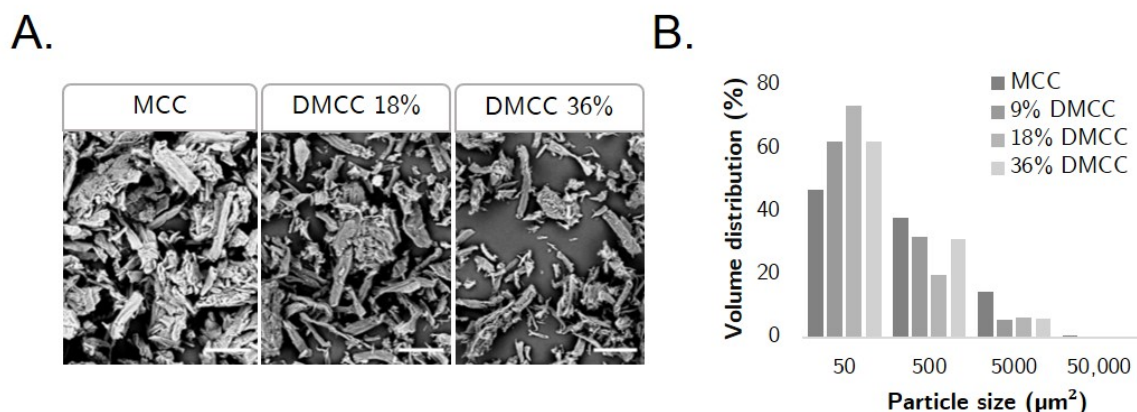 A.
MCC
DMCC 18%
DMCC 36%
B.
Volume distribution (%)
80
60
40
20
0
MCC
9% DMCC
18% DMCC
36% DMCC
50
500
5000
50,000
Particle size (µm²)